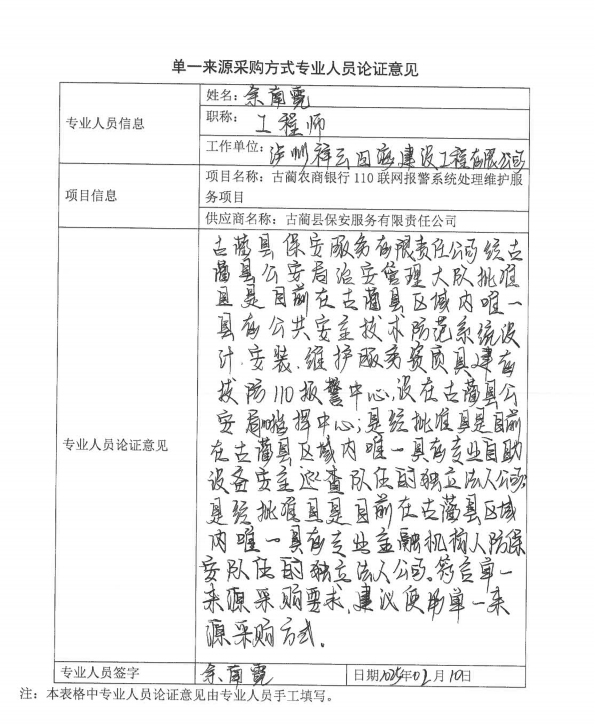 单一来源采购方式专业人员论证意见
专业人员信息
姓名：余南霓
职称：工程师
工作单位：泸州祥云 建设工程有限公司
项目信息
项目名称：古蔺农商银行 110 联网报警系统处理维护服
务项目
供应商名称：古蔺县保安服务有限责任公司
专业人员论证意见
古蔺县保安服务有限责任公司经古
蔺县公安局治安管理大队批准
且是目前在古蔺县区域内唯一
具有公共安全技术防范系统设
计、安装、维护服务资质且建有
技防110报警中心，设在古蔺县公
安局指挥中心；是经批准且是目前
在古蔺县区域内唯一具有专业自助
设备安全巡查队伍的独立法人公司；
是经批准且是目前在古蔺县区域
内唯一具有专业金融机构人防保
安队伍的独立法人公司。符合单一
来源采购要求，建议使用单一来
源采购方式。
专业人员签字
余南霓
日期2025年02月10日
注：本表格中专业人员论证意见由专业人员手工填写。